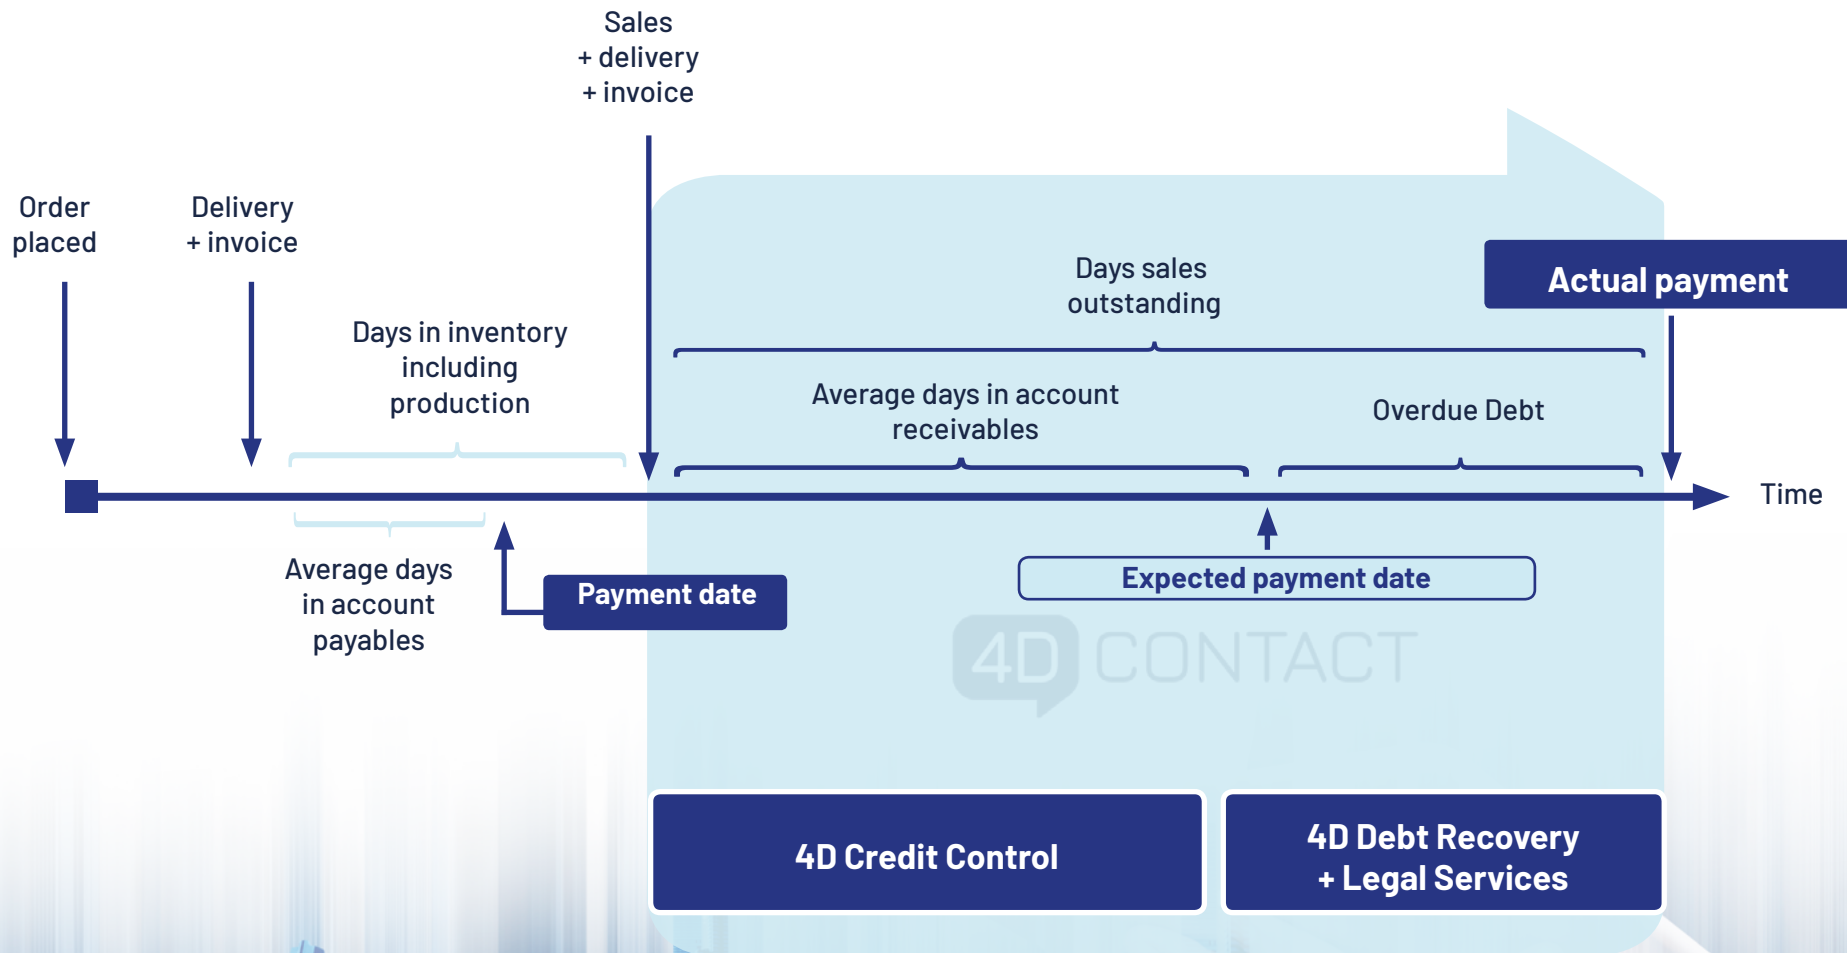 Sales
+ delivery
+ invoice
Order
placed
Delivery
+ invoice
Days in inventory
including
production
Days sales
outstanding
Actual payment
Average days in account
receivables
Overdue Debt
Time
Average days
in account
payables
Payment date
Expected payment date
4D CONTACT
4D Credit Control
4D Debt Recovery
+ Legal Services